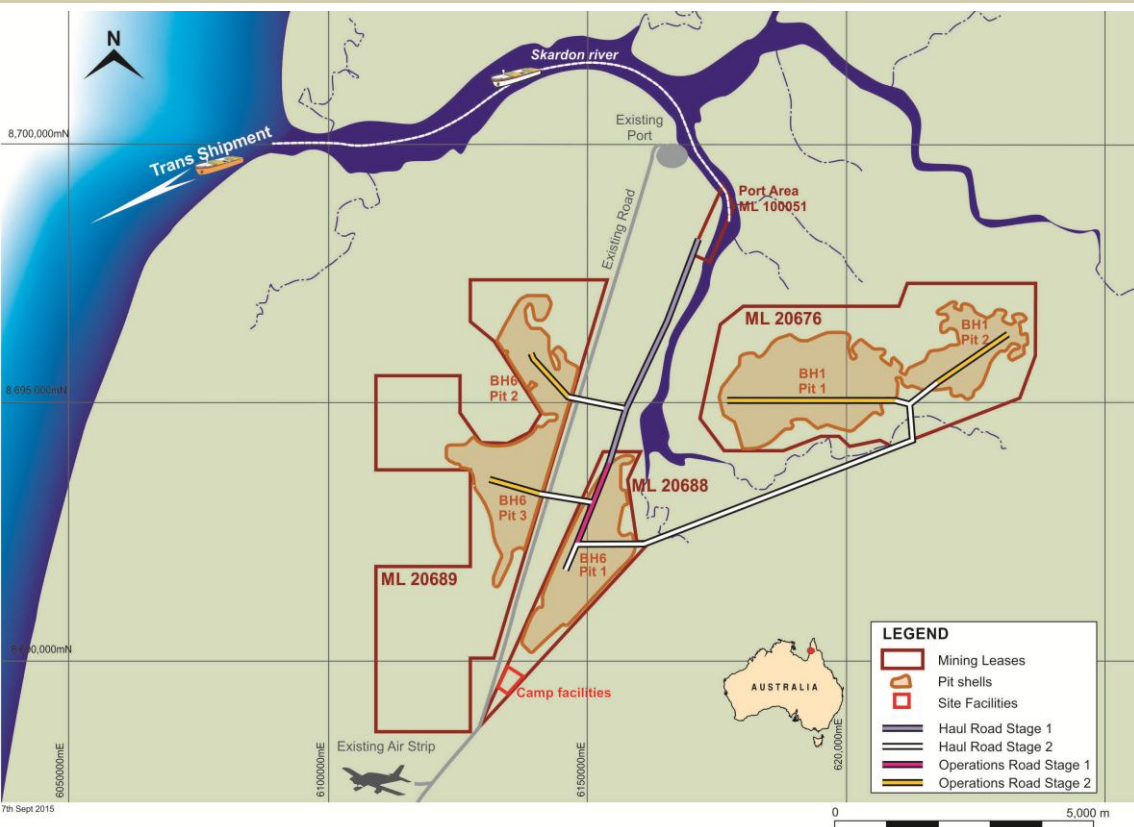 N
Skardon river
8,700,000mN
Trans Shipment
Existing
Port
Existing Road
Port Area
ML 100051
ML 20676
BH1
Pit 2
BH1
Pit 1
8,695,000mN
BH6
Pit 2
ML 20688
BH6
Pit 3
BH6
Pit 1
ML 20689
8,690,000mN
Camp facilities
Existing Air Strip
6050000mE
6100000mE
6150000mE
620,000mE
AUSTRALIA
LEGEND
Mining Leases
Pit shells
Site Facilities
Haul Road Stage 1
Haul Road Stage 2
Operations Road Stage 1
Operations Road Stage 2
7th Sept 2015
0
5,000 m